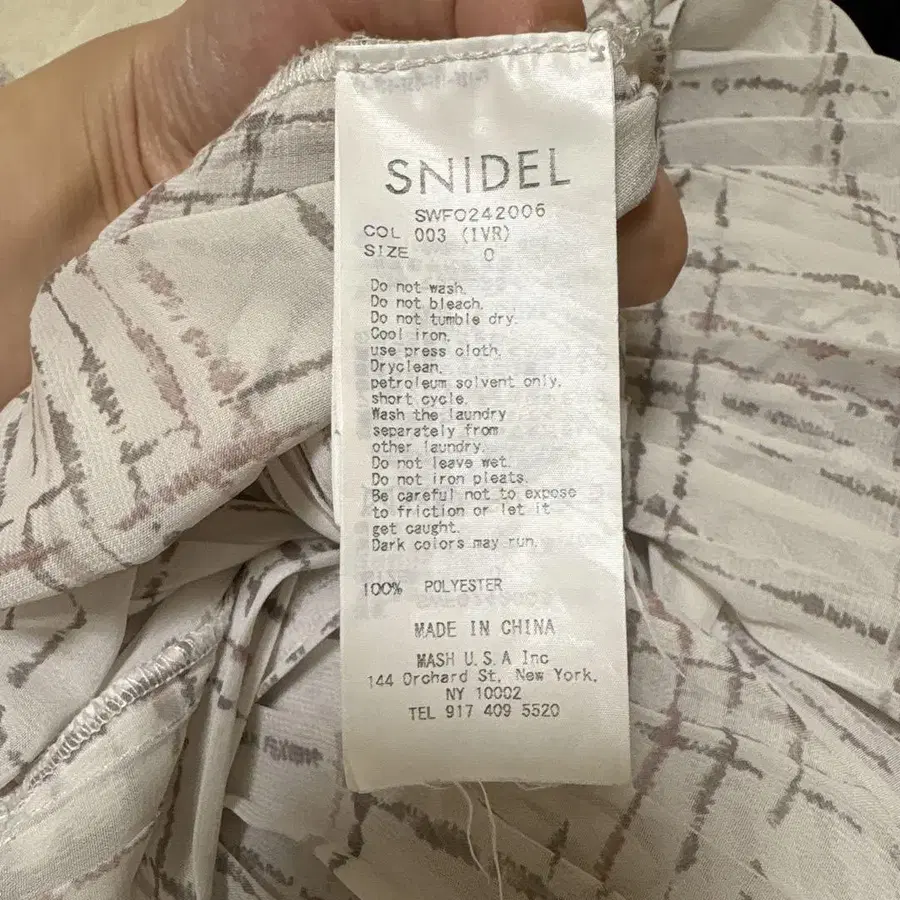 SNIDEL
SWFO242006
COL 003 (IVR)
SIZE 0
Do not wash.
Do not bleach.
Do not tumble dry.
Cool iron.
use press cloth.
Dryclean.
petroleum solvent only.
short cycle.
Wash the laundry
separately from
other laundry.
Do not leave wet.
Do not iron pleats.
Be careful not to expose
to friction or let it
get caught.
Dark colors may run.
100% POLYESTER
MADE IN CHINA
MASH U.S.A Inc
144 Orchard St. New York.
NY 10002
TEL 917 409 5520